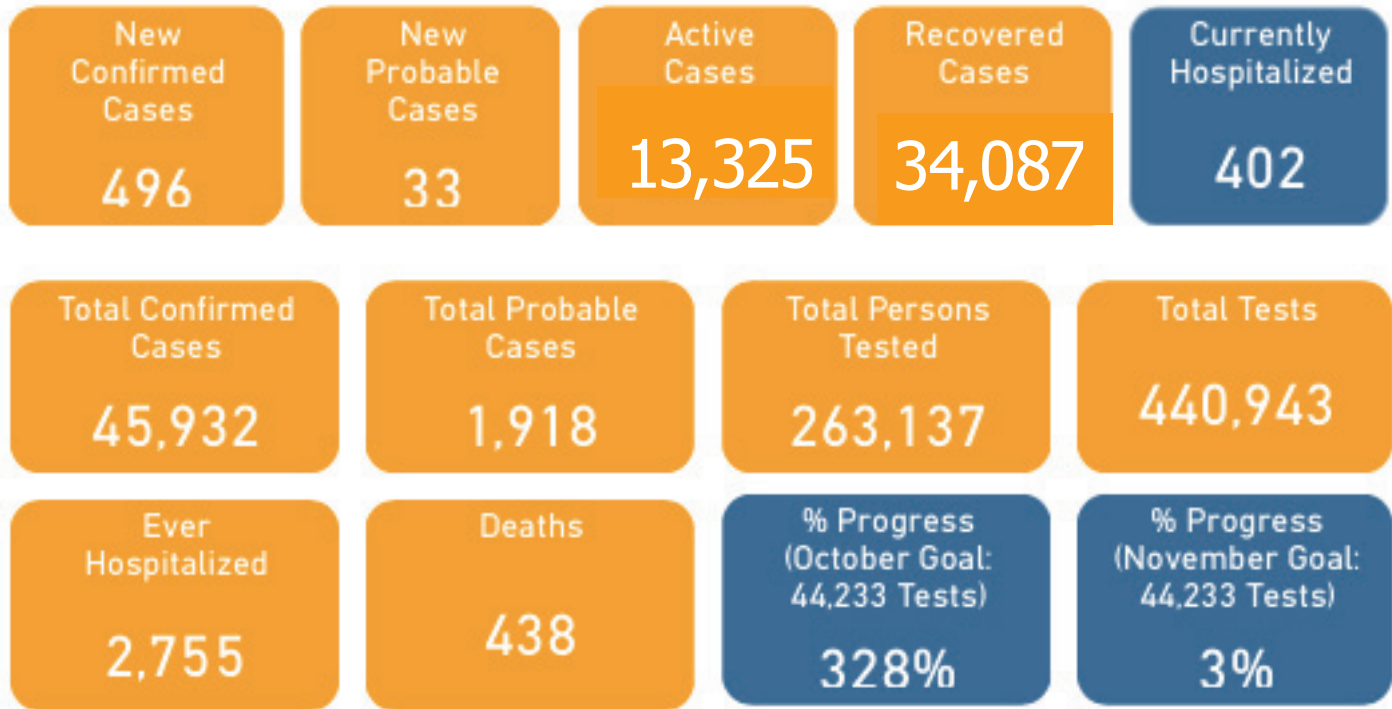 New
Confirmed
Cases
496
New
Probable
Cases
33
Active
Cases
13,325
Recovered
Cases
34,087
Currently
Hospitalized
402
Total Confirmed
Cases
45,932
Total Probable
Cases
1,918
Total Persons
Tested
263,137
Total Tests
440,943
Ever
Hospitalized
2,755
Deaths
438
% Progress
(October Goal:
44,233 Tests)
328%
% Progress
(November Goal:
44,233 Tests)
3%